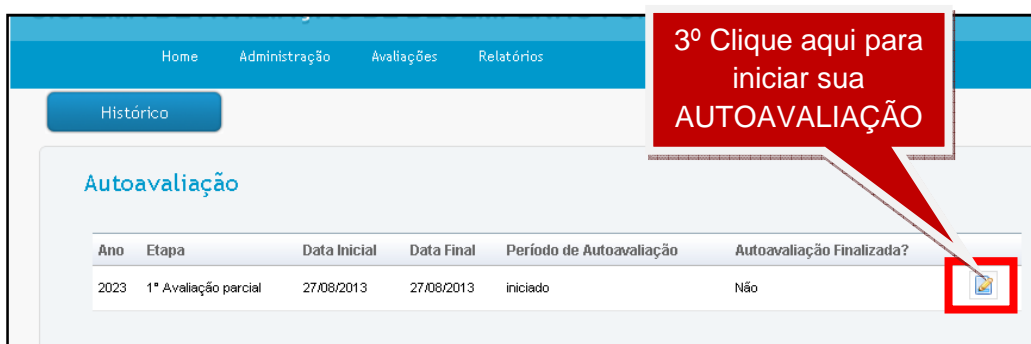 Home Administração Avaliações Relatórios
3º Clique aqui para
iniciar sua
AUTOAVALIAÇÃO
Histórico
Autoavaliação
Ano Etapa Data Inicial Data Final Período de Autoavaliação Autoavaliação Finalizada?
2023 1ª Avaliação parcial 27/08/2013 27/08/2013 iniciado Não